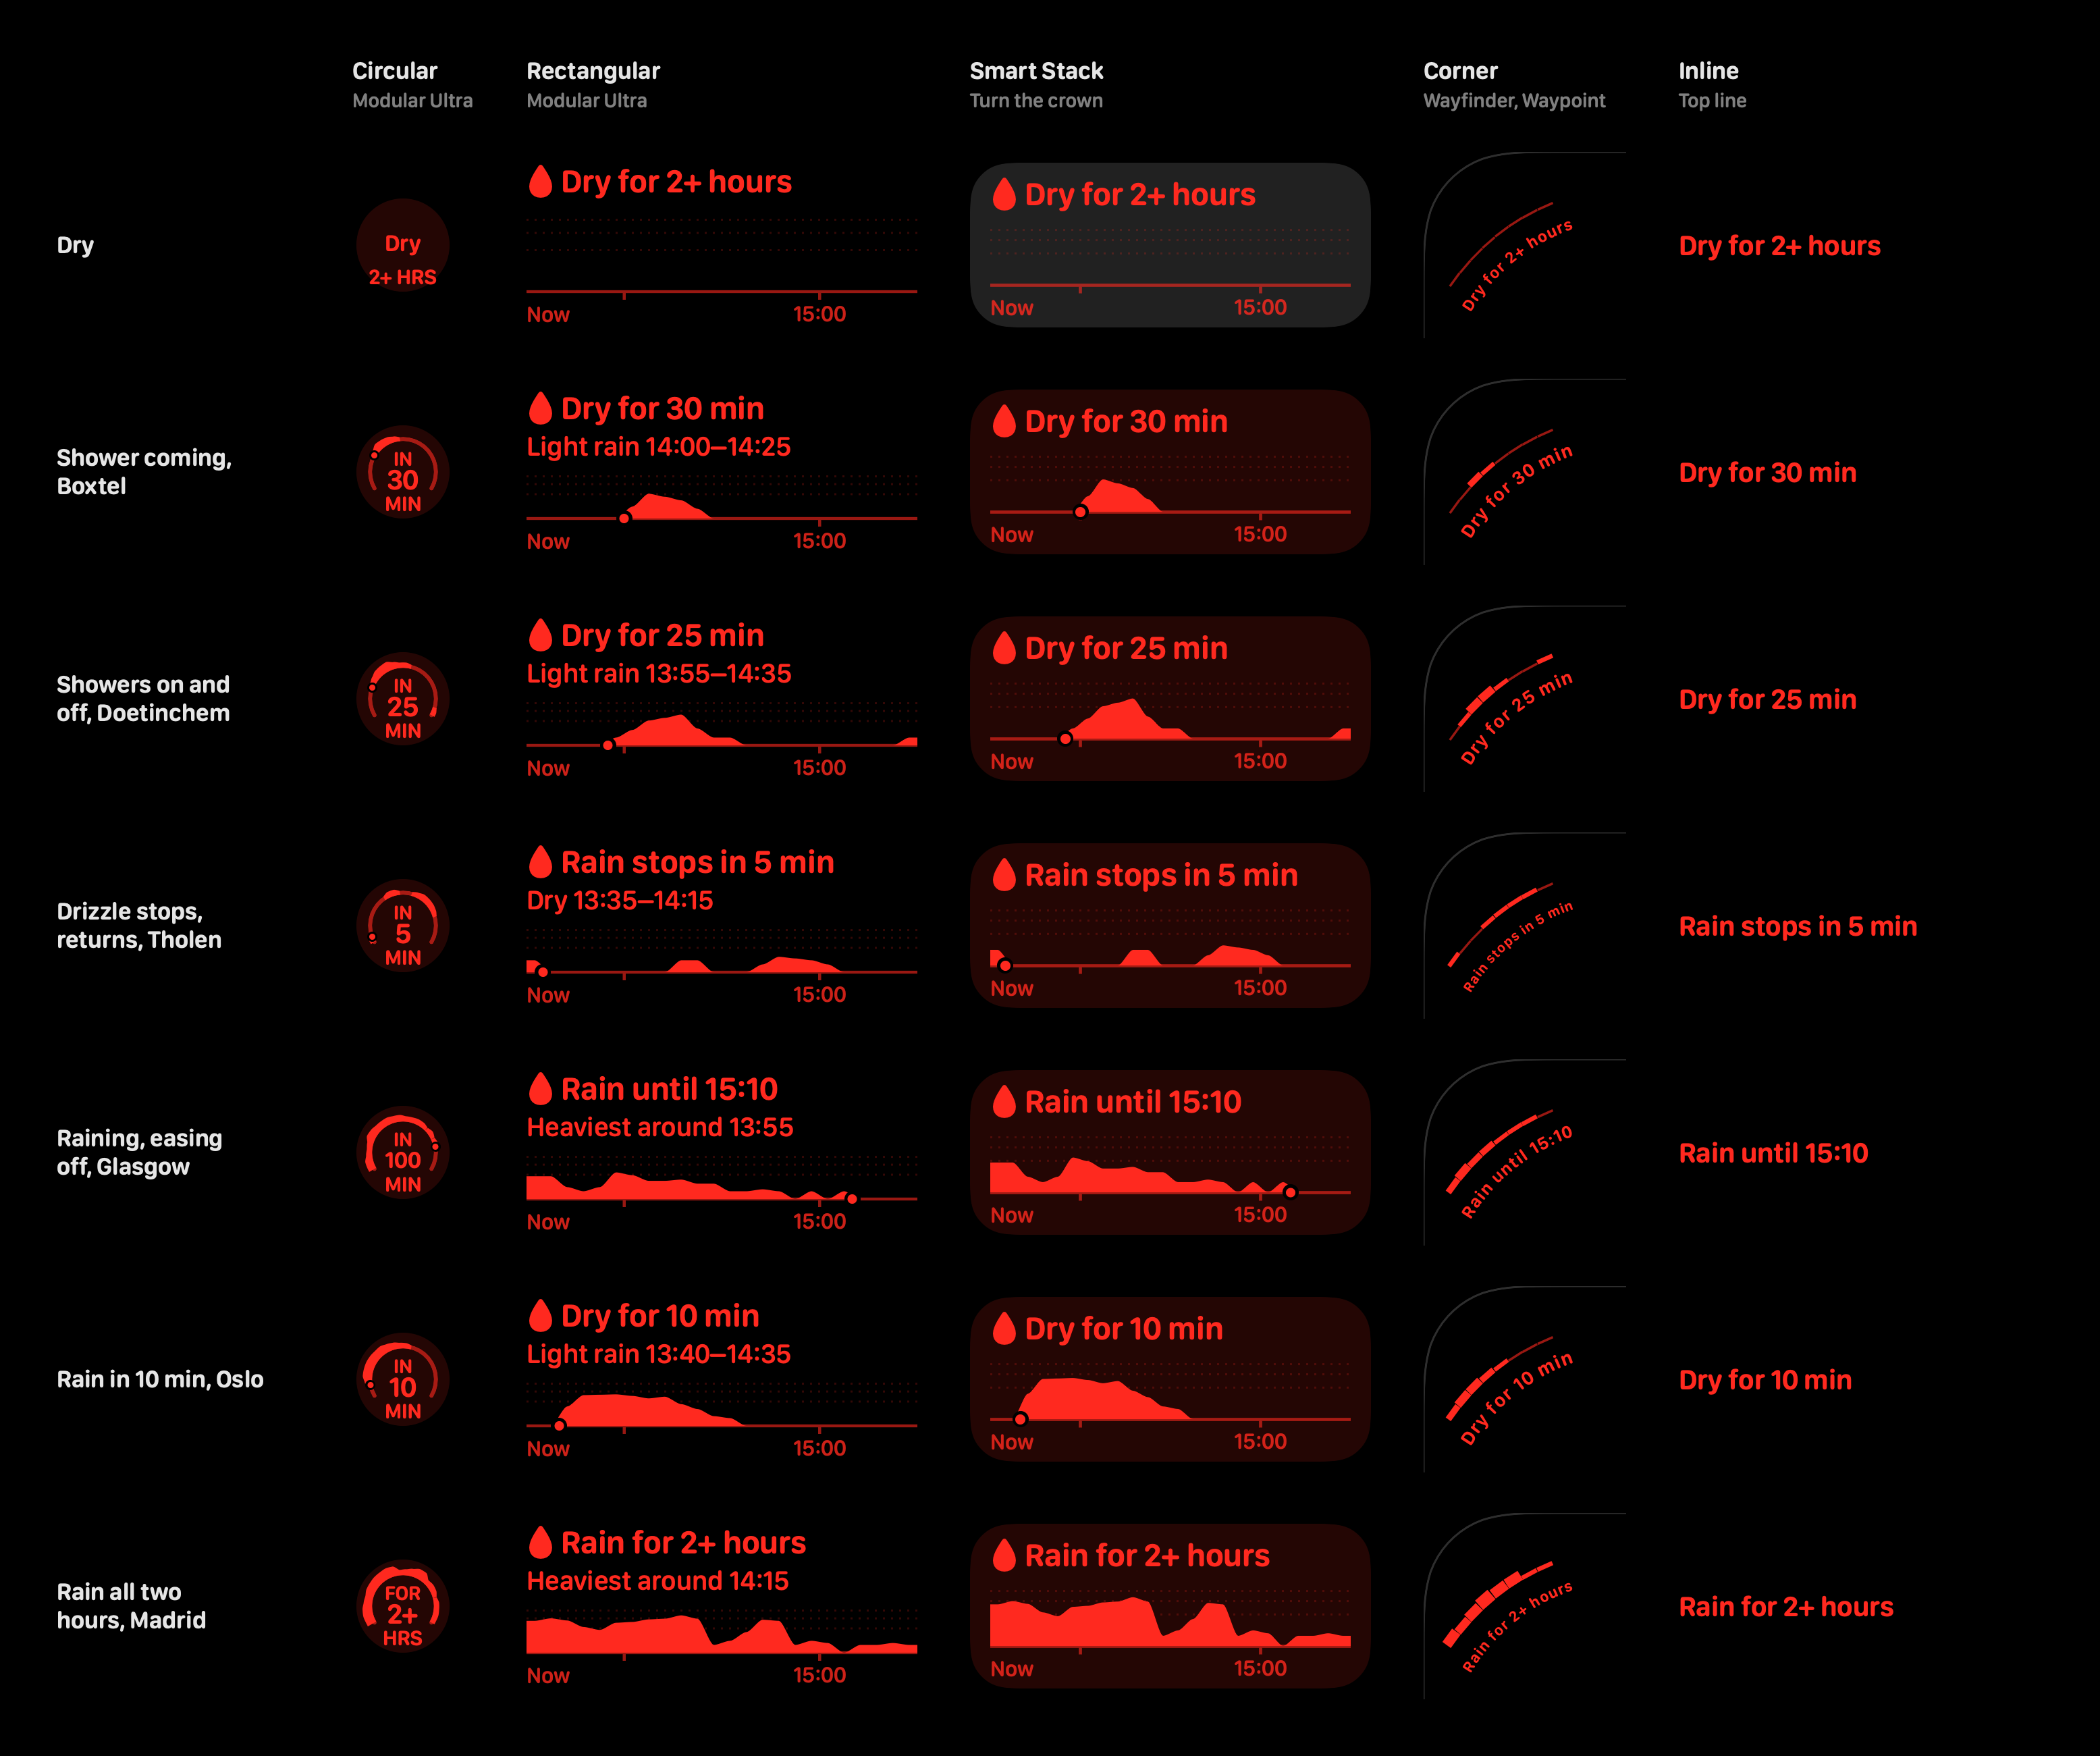 Circular
Modular Ultra
Rectangular
Modular Ultra
Smart Stack
Turn the crown
Corner
Wayfinder, Waypoint
Inline
Top line
Dry
Dry
2+ HRS
Dry for 2+ hours
Now
15:00
Dry for 2+ hours
Now
15:00
Dry for 2+ hours
Dry for 2+ hours
Shower coming,
Boxtel
IN
30
MIN
Dry for 30 min
Light rain 14:00–14:25
Now
15:00
Dry for 30 min
Now
15:00
Dry for 30 min
Dry for 30 min
Showers on and
off, Doetinchem
IN
25
MIN
Dry for 25 min
Light rain 13:55–14:35
Now
15:00
Dry for 25 min
Now
15:00
Dry for 25 min
Dry for 25 min
Drizzle stops,
returns, Tholen
IN
5
MIN
Rain stops in 5 min
Dry 13:35–14:15
Now
15:00
Rain stops in 5 min
Now
15:00
Rain stops in 5 min
Rain stops in 5 min
Raining, easing
off, Glasgow
IN
100
MIN
Rain until 15:10
Heaviest around 13:55
Now
15:00
Rain until 15:10
Now
15:00
Rain until 15:10
Rain until 15:10
Rain in 10 min, Oslo
IN
10
MIN
Dry for 10 min
Light rain 13:40–14:35
Now
15:00
Dry for 10 min
Now
15:00
Dry for 10 min
Dry for 10 min
Rain all two
hours, Madrid
FOR
2+
HRS
Rain for 2+ hours
Heaviest around 14:15
Now
15:00
Rain for 2+ hours
Now
15:00
Rain for 2+ hours
Rain for 2+ hours